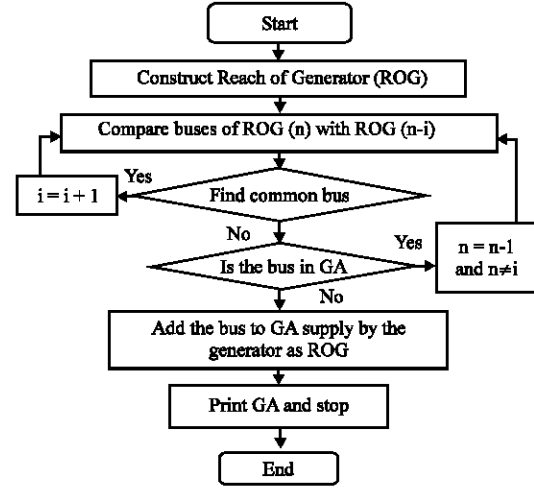 Start
Construct Reach of Generator (ROG)
Compare buses of ROG (n) with ROG (n-i)
Yes
i = i + 1
Find common bus
No
Yes
Is the bus in GA
n = n-1
and n≠i
No
Add the bus to GA supply by the
generator as ROG
Print GA and stop
End